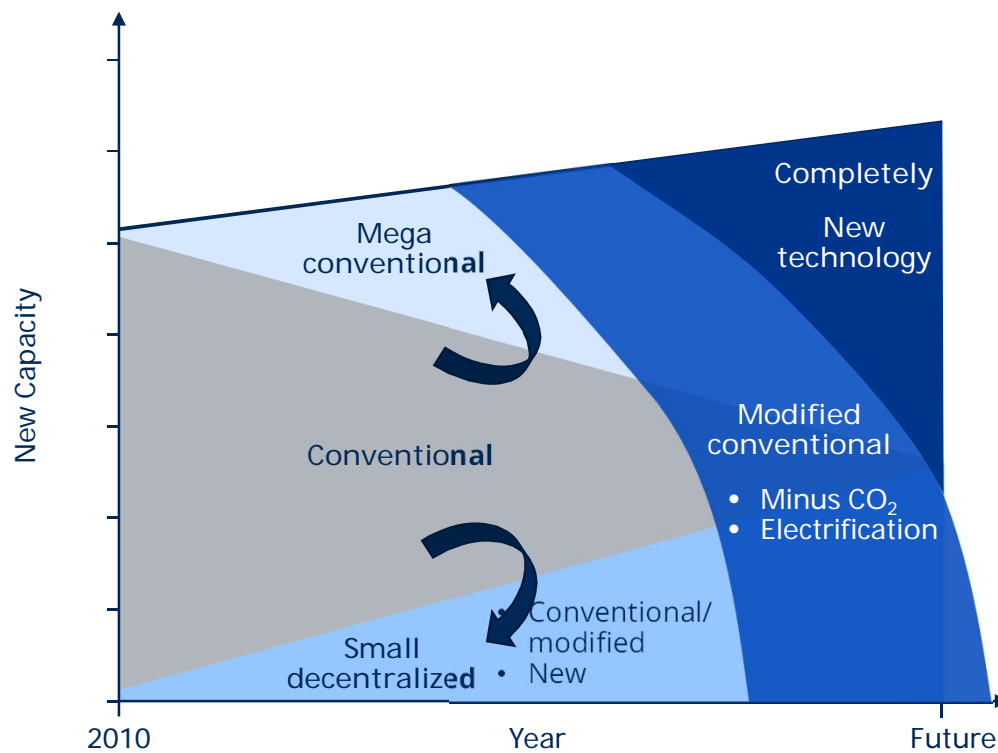 Completely
New
technology
Mega
conventional
New Capacity
Conventional
Modified
conventional
• Minus CO₂
• Electrification
• Conventional/
modified
• New
Small
decentralized
2010
Year
Future